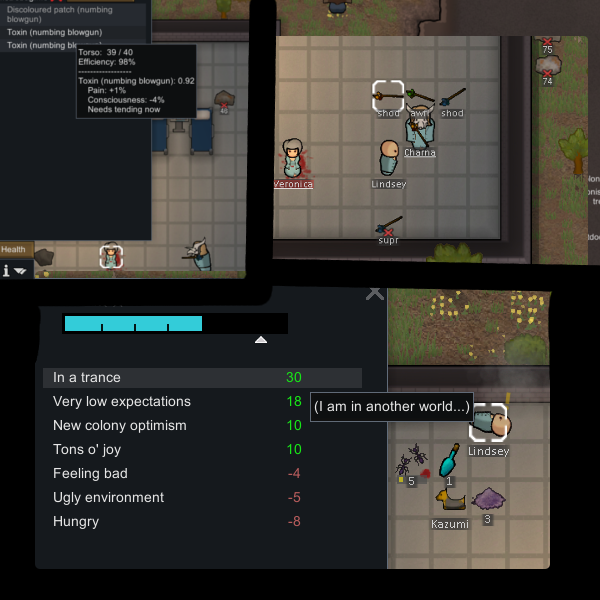 Discoloured patch (numbing
blowgun)
Toxin (numbing blowgun)
Toxin (numbing
Torso: 39 / 40
Efficiency: 98%
Toxin (numbing blowgun): 0.92
Pain: +1%
Consciousness: -4%
Needs tending now
40
Health
75
74
shod
awf
shod
Charna
Veronica
Lindsey
supr
In a trance 30
Very low expectations 18
(I am in another world...)
New colony optimism 10
Tons o' joy 10
Feeling bad -4
Ugly environment -5
Hungry -8
Lindsey
5
1
Kazumi
3